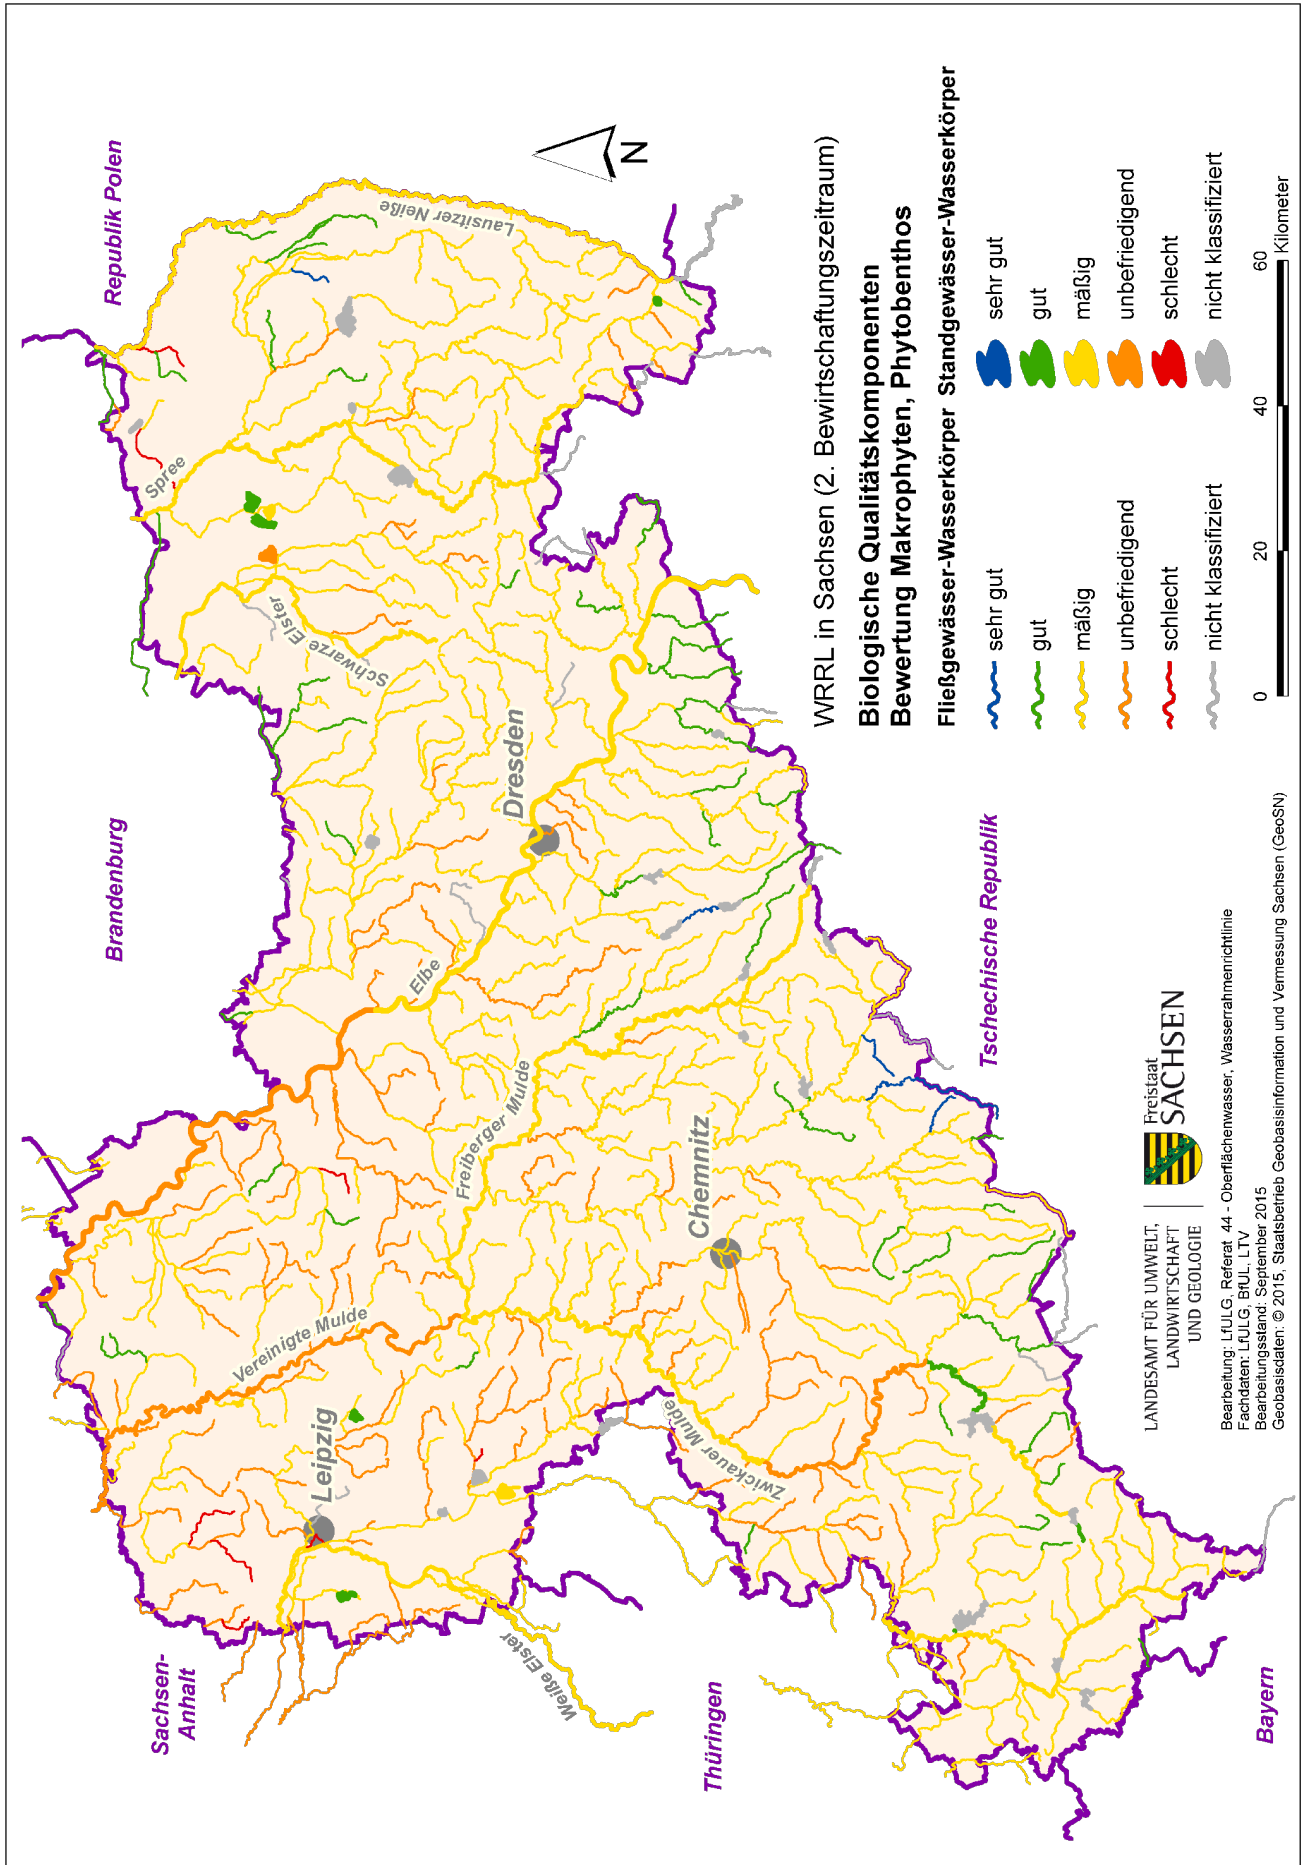 Republik Polen
Brandenburg
Sachsen-
Anhalt
Thüringen
Bayern
Tschechische Republik
Lausitzer Neiße
Spree
Schwarze Elster
Elbe
Dresden
Freiberger Mulde
Chemnitz
Vereinigte Mulde
Leipzig
Zwickauer Mulde
Weiße Elster
N
WRRL in Sachsen (2. Bewirtschaftungszeitraum)
Biologische Qualitätskomponenten
Bewertung Makrophyten, Phytobenthos
Fließgewässer-Wasserkörper Standgewässer-Wasserkörper
sehr gut sehr gut
gut gut
mäßig mäßig
unbefriedigend unbefriedigend
schlecht schlecht
nicht klassifiziert nicht klassifiziert
0 20 40 60
Kilometer
LANDESAMT FÜR UMWELT,
LANDWIRTSCHAFT
UND GEOLOGIE
Freistaat
SACHSEN
Bearbeitung: LfULG, Referat 44 - Oberflächenwasser, Wasserrahmenrichtlinie
Fachdaten: LfULG, BfUL, LTV
Bearbeitungsstand: September 2015
Geobasisdaten: © 2015, Staatsbetrieb Geobasisinformation und Vermessung Sachsen (GeoSN)